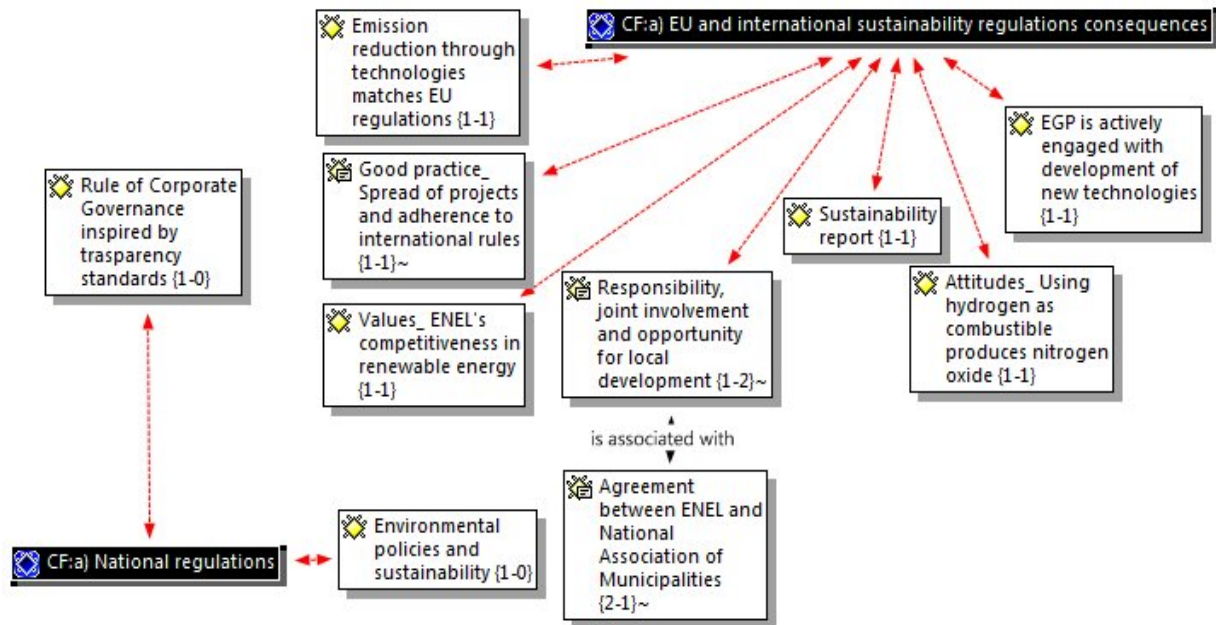 CF:a) EU and international sustainability regulations consequences
Emission
reduction through
technologies
matches EU
regulations {1-1}
EGP is actively
engaged with
development of
new technologies
{1-1}
Good practice_
Spread of projects
and adherence to
international rules
{1-1}~
Rule of Corporate
Governance
inspired by
trasparency
standards {1-0}
Sustainability
report {1-1}
Attitudes_ Using
hydrogen as
combustible
produces nitrogen
oxide {1-1}
Responsibility,
joint involvement
and opportunity
for local
development {1-2}~
Values_ ENEL's
competitiveness in
renewable energy
{1-1}
is associated with
Agreement
between ENEL and
National
Association of
Municipalities
{2-1}~
Environmental
policies and
sustainability {1-0}
CF:a) National regulations